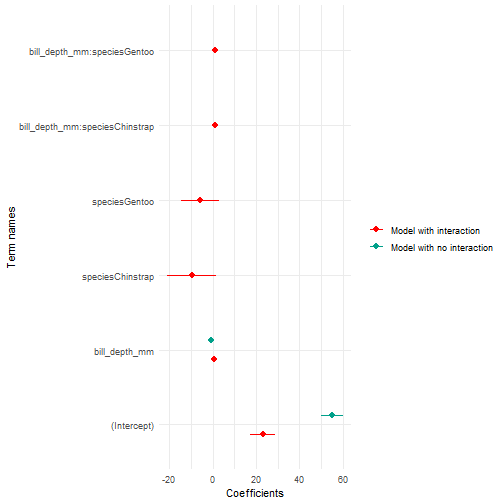 bill_depth_mm:speciesGentoo
bill_depth_mm:speciesChinstrap
speciesGentoo
speciesChinstrap
bill_depth_mm
(Intercept)
Term names
-20 0 20 40 60
Coefficients
Model with interaction
Model with no interaction